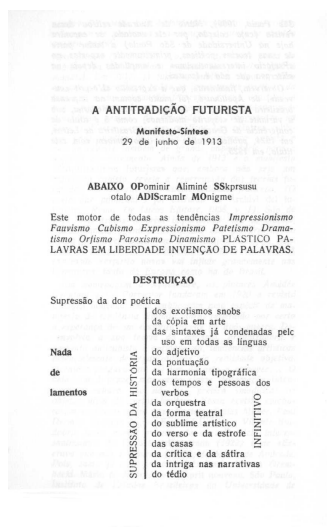 A ANTITRADIÇÃO FUTURISTA
Manifesto-Síntese
29 de junho de 1913
ABAIXO OPominir Aliminé SSkprsusu
otalo ADIScramlr MOnigme
Este motor de todas as tendências Impressionismo
Fauvismo Cubismo Expressionismo Patetismo Drama-
tismo Orfismo Paroxismo Dinamismo PLASTICO PA-
LAVRAS EM LIBERDADE INVENÇÃO DE PALAVRAS.
DESTRUIÇÃO
Supressão da dor poética
dos exotismos snobs
da cópia em arte
das sintaxes já condenadas pelc
uso em todas as línguas
Nada
do adjetivo
da pontuação
de
da harmonia tipográfica
dos tempos e pessoas dos
lamentos
verbos
da orquestra
da forma teatral
do sublime artístico
do verso e da estrofe
das casas
da crítica e da sátira
da intriga nas narrativas
do tédio
SUPRESSÃO DA HISTÓRIA
INFINITIVO